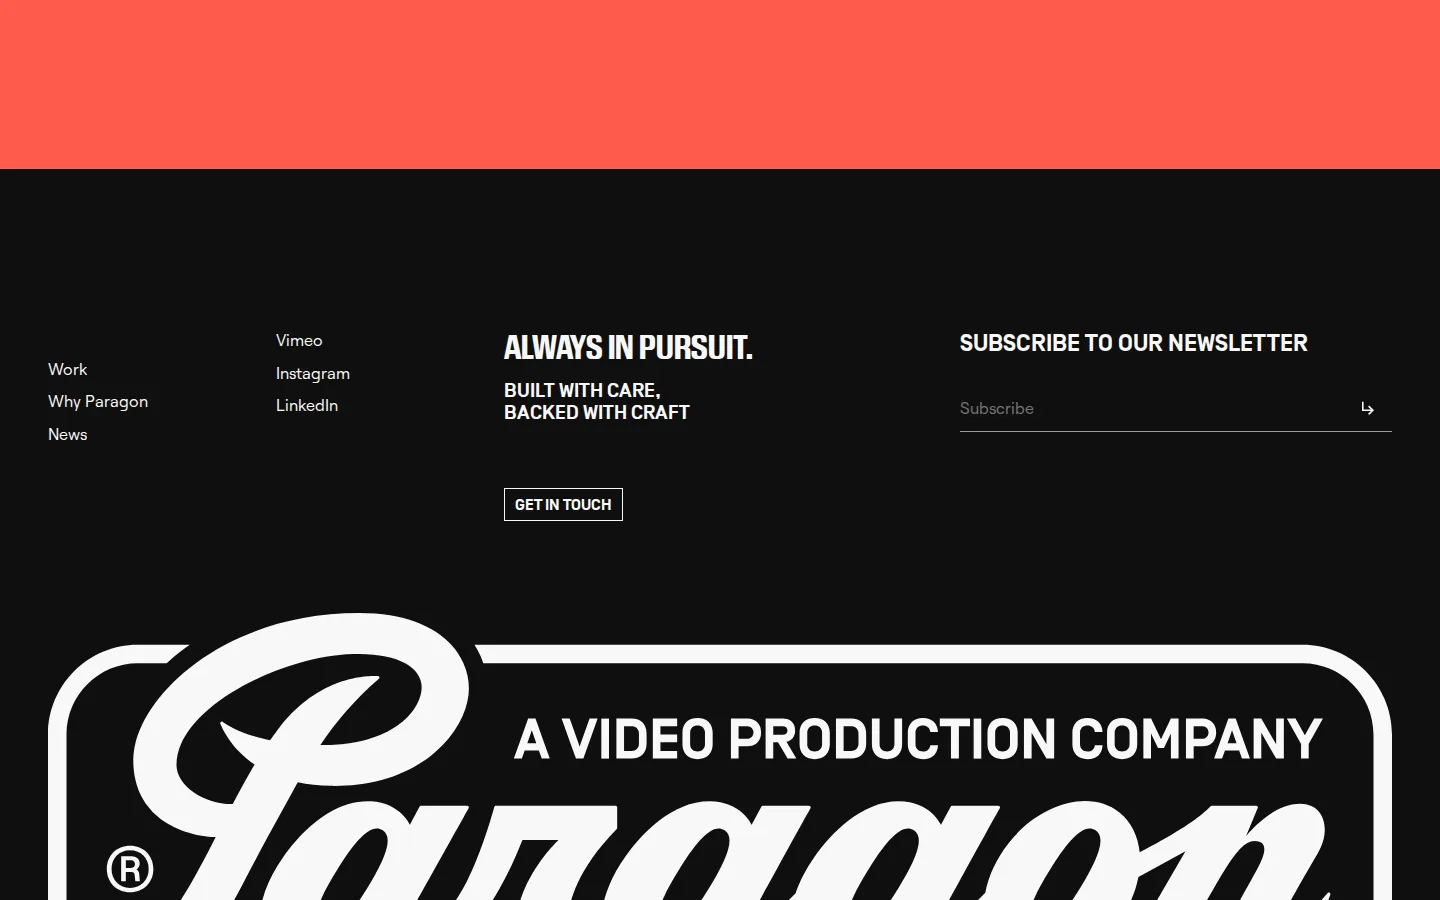 Work
Why Paragon
News
Vimeo
Instagram
LinkedIn
ALWAYS IN PURSUIT.
BUILT WITH CARE,
BACKED WITH CRAFT
GET IN TOUCH
SUBSCRIBE TO OUR NEWSLETTER
Subscribe
A VIDEO PRODUCTION COMPANY
Paragon
®